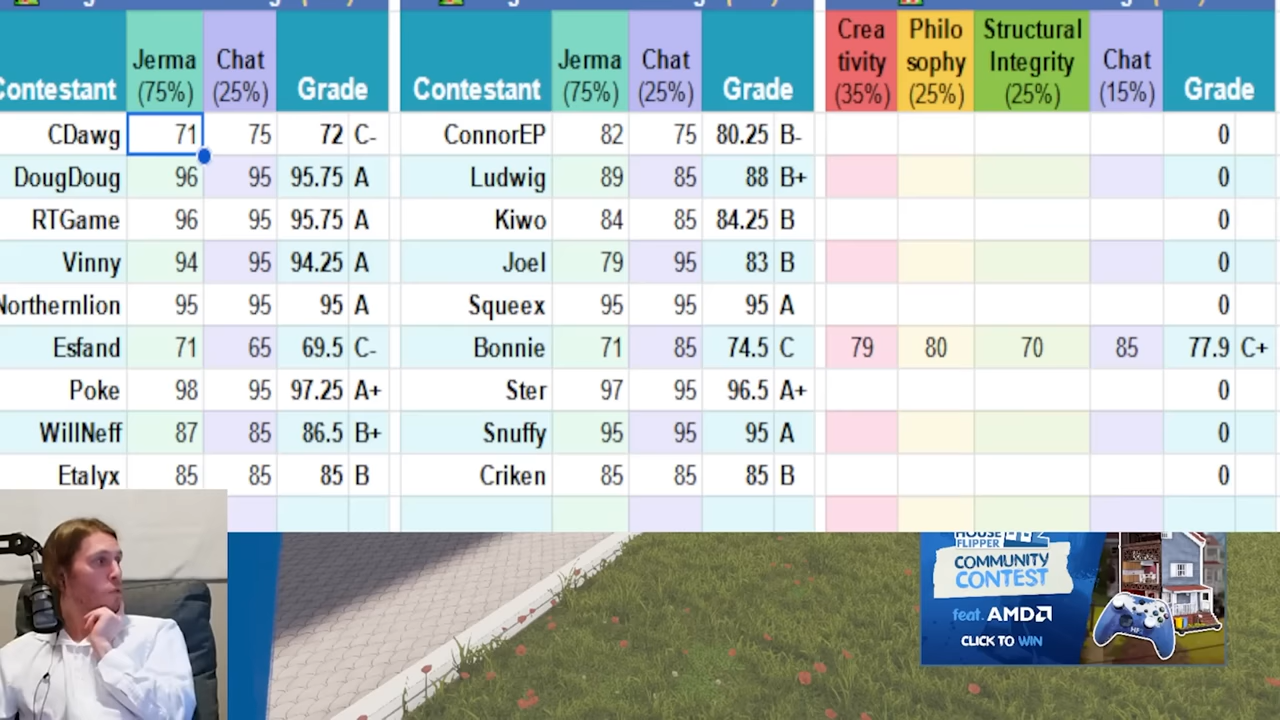 Contestant Jerma (75%) Chat (25%) Grade Contestant Jerma (75%) Chat (25%) Grade Crea tivity (35%) Philo sophy (25%) Structural Integrity (25%) Chat (15%) Grade
CDawg 71 75 72 C- ConnorEP 82 75 80.25 B- 0
DougDoug 96 95 95.75 A Ludwig 89 85 88 B+ 0
RTGame 96 95 95.75 A Kiwo 84 85 84.25 B 0
Vinny 94 95 94.25 A Joel 79 95 83 B 0
Northernlion 95 95 95 A Squeex 95 95 95 A 0
Esfand 71 65 69.5 C- Bonnie 71 85 74.5 C 79 80 70 85 77.9 C+
Poke 98 95 97.25 A+ Ster 97 95 96.5 A+ 0
WillNeff 87 85 86.5 B+ Snuffy 95 95 95 A 0
Etalyx 85 85 85 B Criken 85 85 85 B 0
HOUSE
FLIPPER
COMMUNITY
CONTEST
feat. AMD
CLICK TO WIN